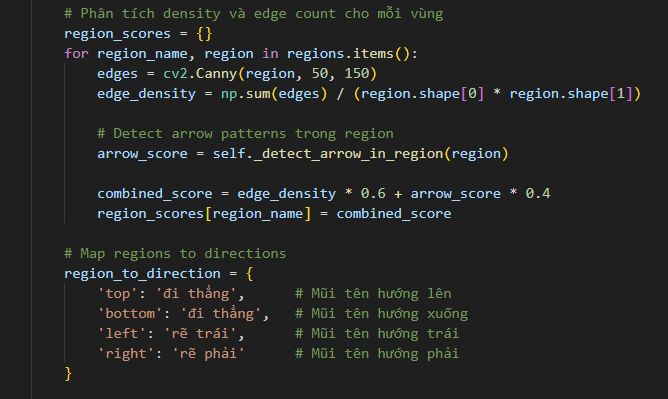 # Phân tích density và edge count cho mỗi vùng
region_scores = {}
for region_name, region in regions.items():
    edges = cv2.Canny(region, 50, 150)
    edge_density = np.sum(edges) / (region.shape[0] * region.shape[1])

    # Detect arrow patterns trong region
    arrow_score = self._detect_arrow_in_region(region)

    combined_score = edge_density * 0.6 + arrow_score * 0.4
    region_scores[region_name] = combined_score

# Map regions to directions
region_to_direction = {
    'top': 'đi thẳng',      # Mũi tên hướng lên
    'bottom': 'đi thẳng',   # Mũi tên hướng xuống
    'left': 'rẽ trái',      # Mũi tên hướng trái
    'right': 'rẽ phải'      # Mũi tên hướng phải
}